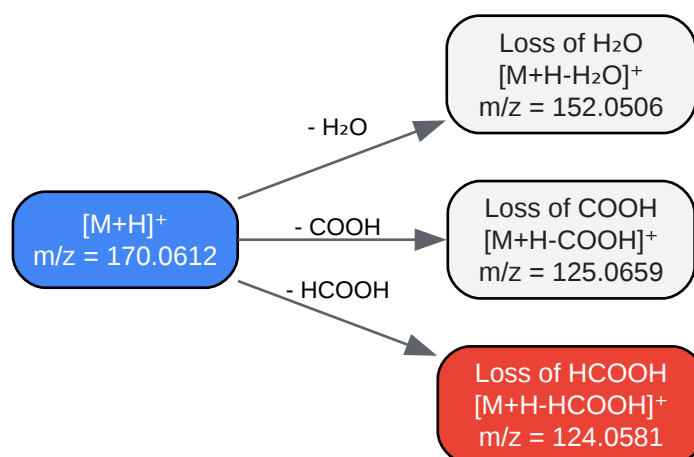 Loss of H₂O
[M+H-H₂O]⁺
m/z = 152.0506
- H₂O
[M+H]⁺
m/z = 170.0612
- COOH
Loss of COOH
[M+H-COOH]⁺
m/z = 125.0659
- HCOOH
Loss of HCOOH
[M+H-HCOOH]⁺
m/z = 124.0581